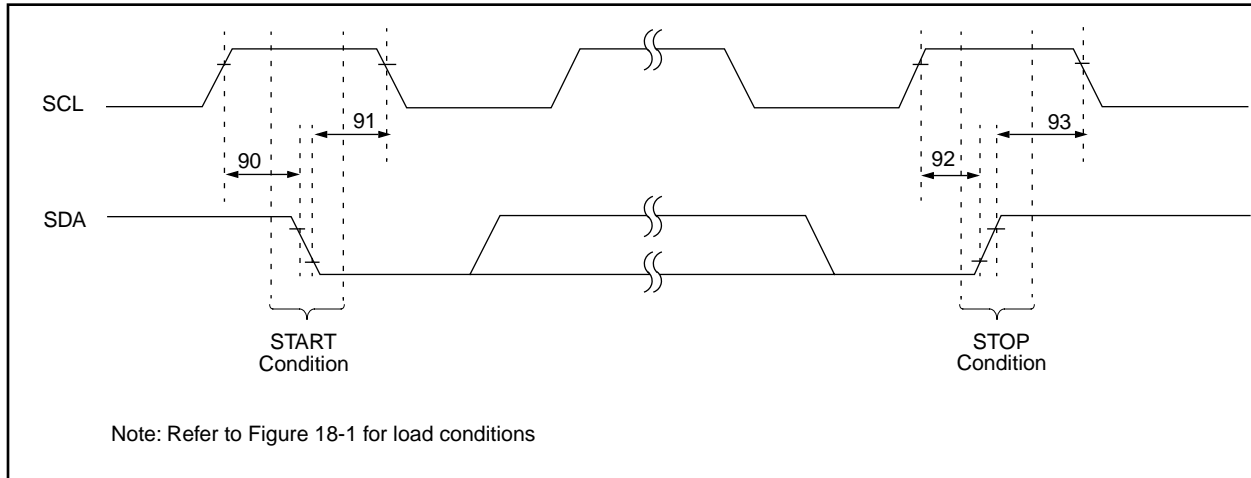 SCL
91
93
90
92
SDA
START
Condition
STOP
Condition
Note: Refer to Figure 18-1 for load conditions